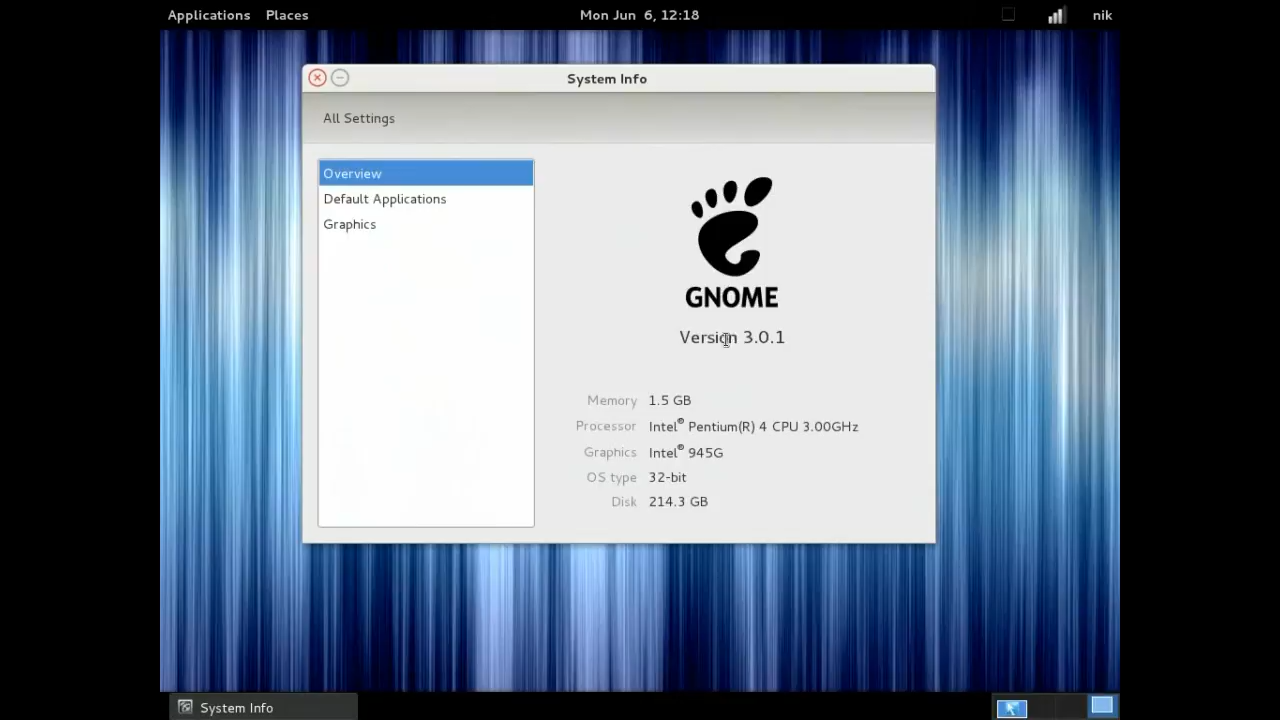 Applications Places Mon Jun 6, 12:18 nik
System Info
All Settings
Overview
Default Applications
Graphics
GNOME
Version 3.0.1
Memory 1.5 GB
Processor Intel® Pentium(R) 4 CPU 3.00GHz
Graphics Intel® 945G
OS type 32-bit
Disk 214.3 GB
System Info